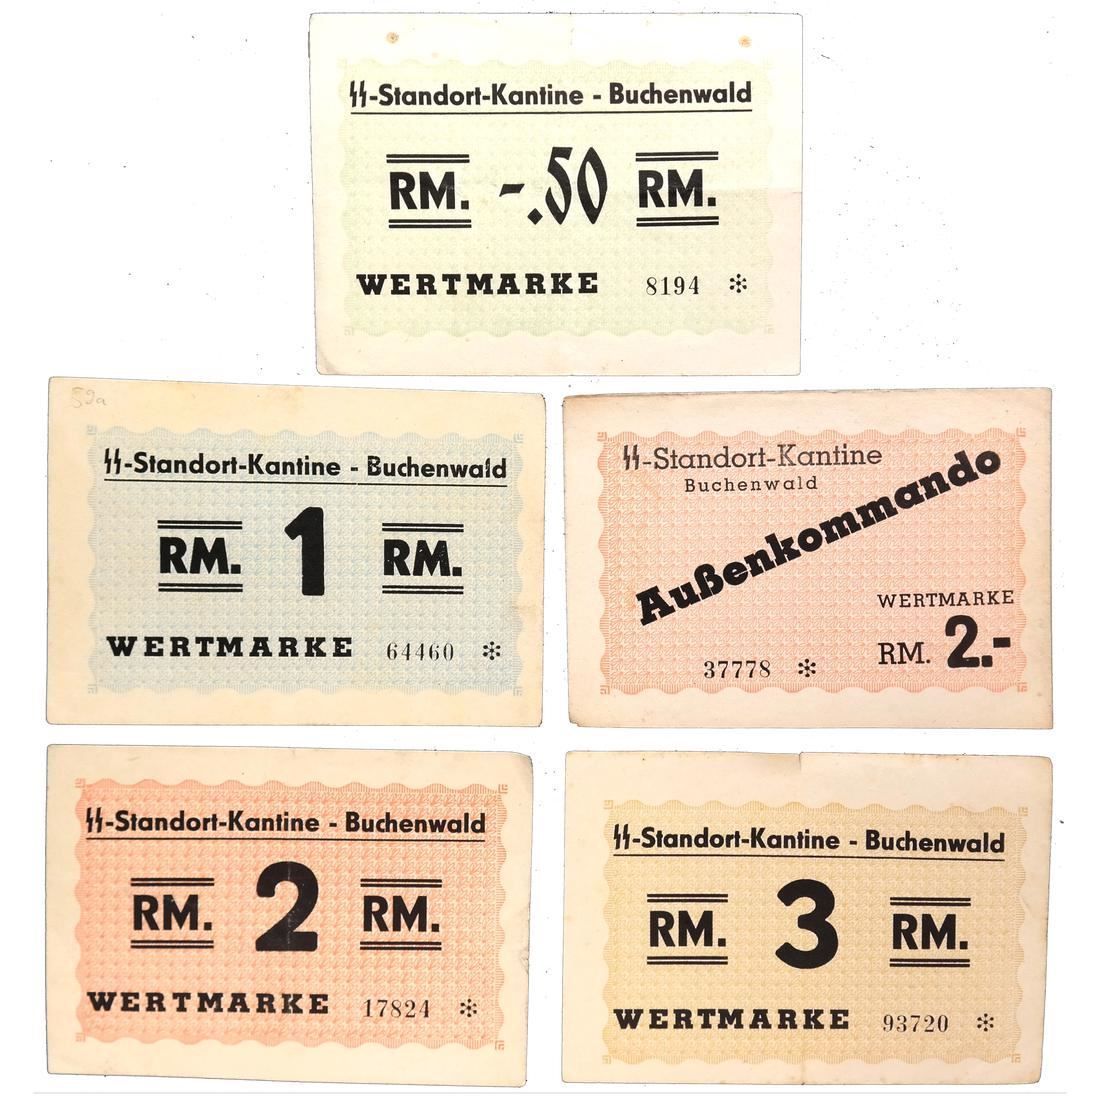 ᛋᛋ-Standort-Kantine - Buchenwald
RM. -.50 RM.
WERTMARKE 8194 *
59a
ᛋᛋ-Standort-Kantine - Buchenwald
RM. 1 RM.
WERTMARKE 64460 *
ᛋᛋ-Standort-Kantine
Buchenwald
Außenkommando
WERTMARKE
RM. 2.-
37778 *
ᛋᛋ-Standort-Kantine - Buchenwald
RM. 2 RM.
WERTMARKE 17824 *
ᛋᛋ-Standort-Kantine - Buchenwald
RM. 3 RM.
WERTMARKE 93720 *